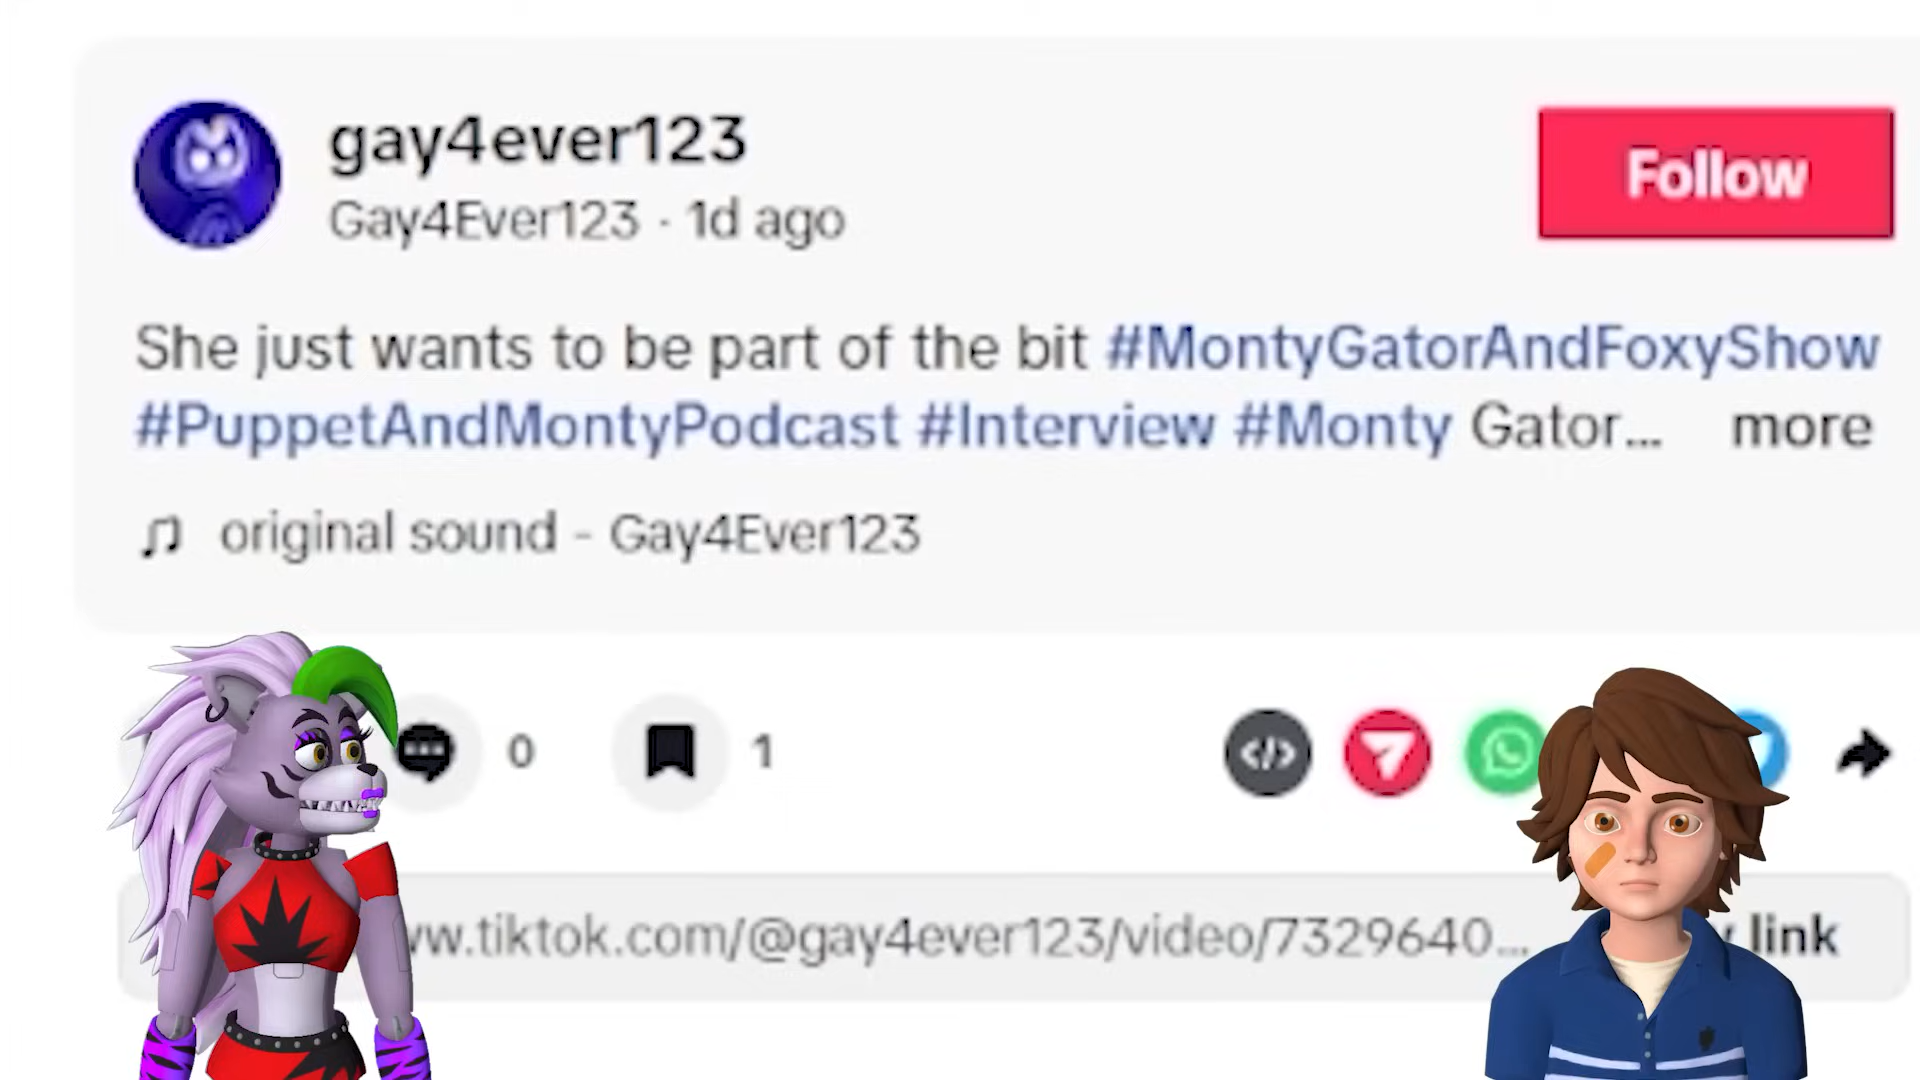 gay4ever123
Gay4Ever123 · 1d ago
Follow
She just wants to be part of the bit #MontyGatorAndFoxyShow
#PuppetAndMontyPodcast #Interview #Monty Gator... more
original sound - Gay4Ever123
0
1
w.tiktok.com/@gay4ever123/video/7329640...
link